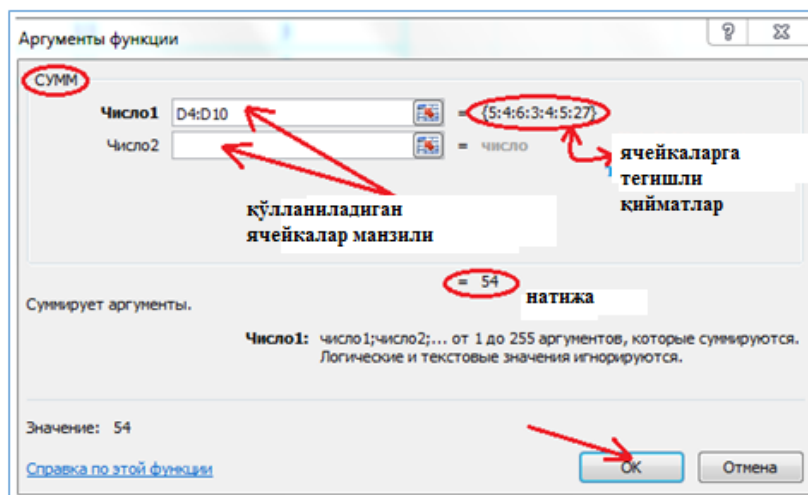 Аргументы функции
СУММ
Число1 D4:D10 = {5:4:6:3:4:5:27}
Число2 = число
ячейкаларга
тегишли
қийматлар
қўлланиладиган
ячейкалар манзили
= 54
натижа
Суммирует аргументы.
Число1: число1;число2;... от 1 до 255 аргументов, которые суммируются.
Логические и текстовые значения игнорируются.
Значение: 54
Справка по этой функции
ОК
Отмена